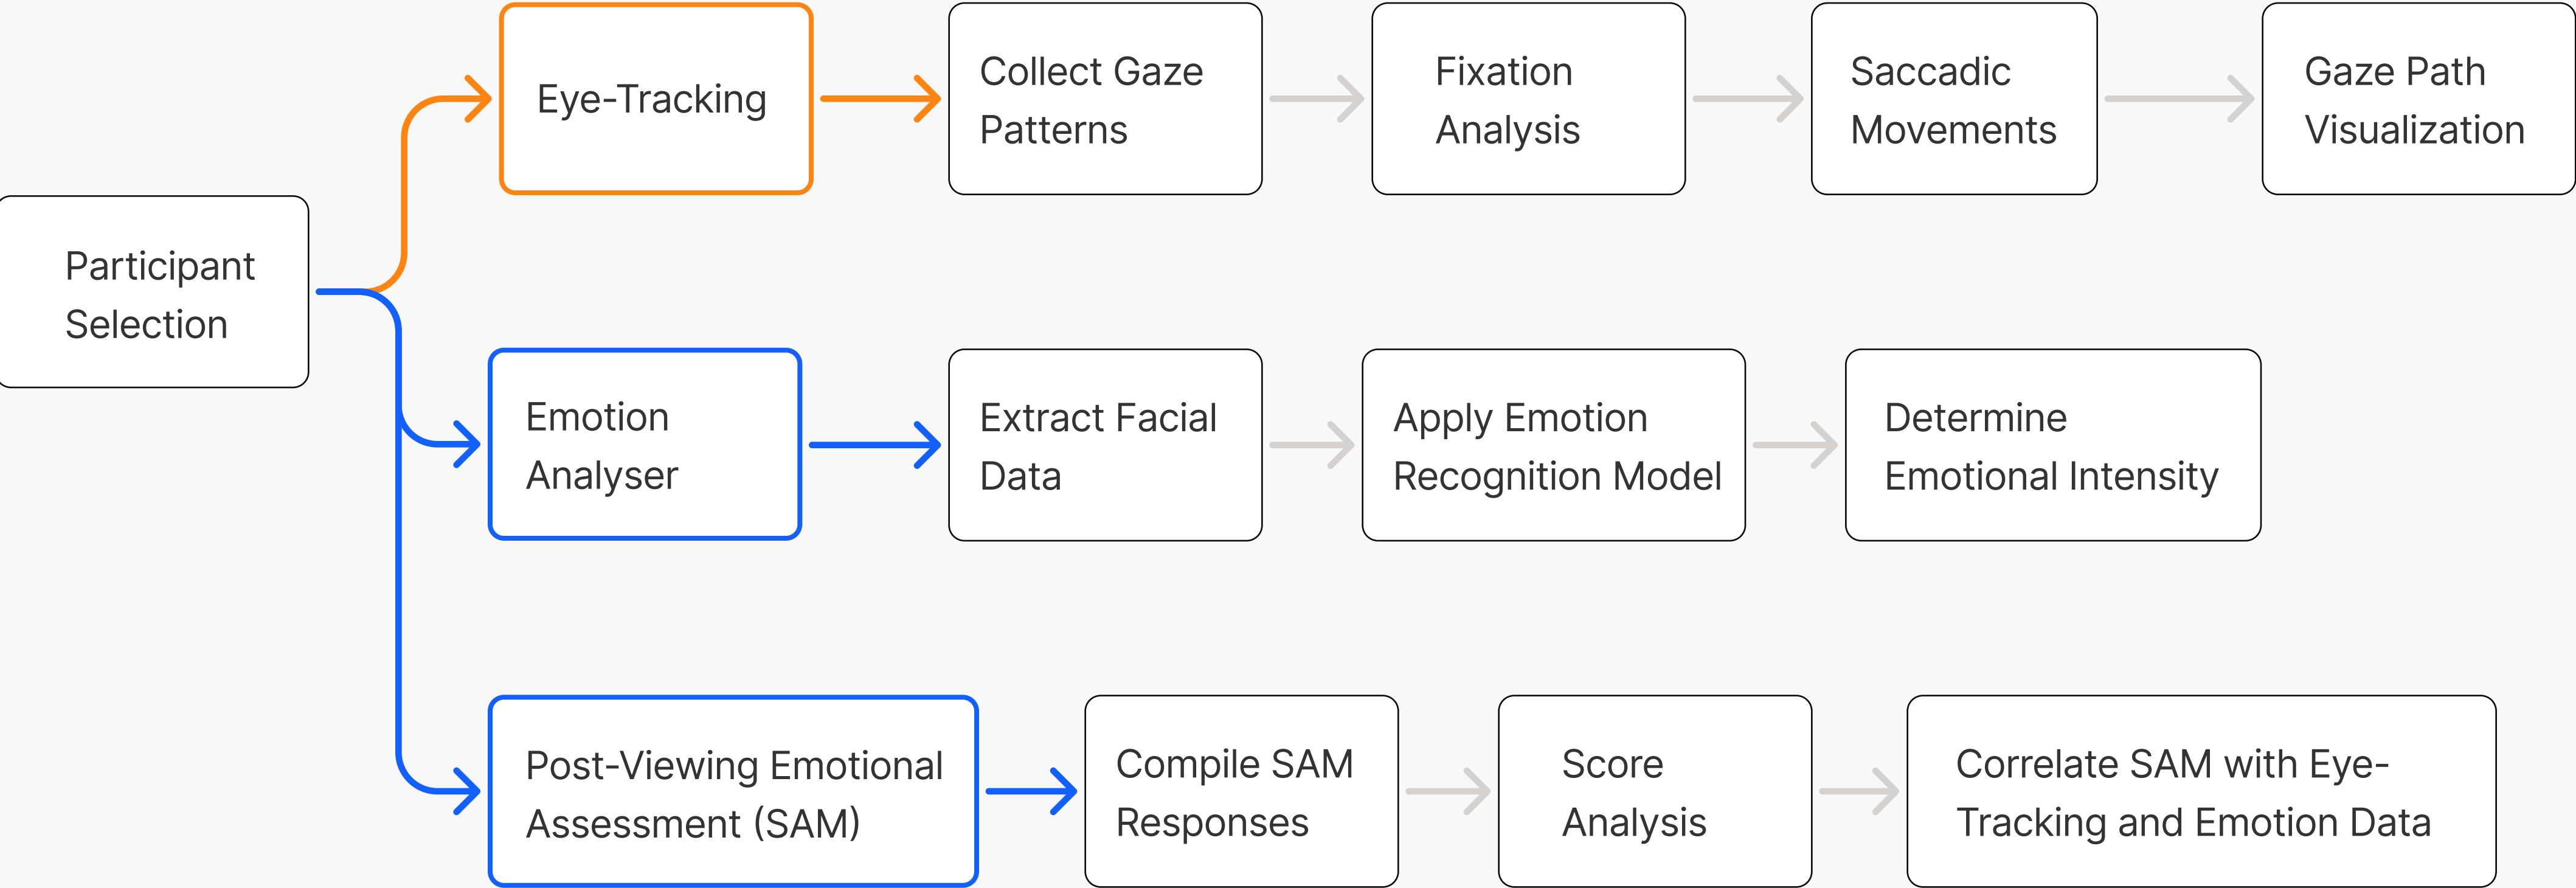 Participant
Selection
Eye-Tracking
Collect Gaze
Patterns
Fixation
Analysis
Saccadic
Movements
Gaze Path
Visualization
Emotion
Analyser
Extract Facial
Data
Apply Emotion
Recognition Model
Determine
Emotional Intensity
Post-Viewing Emotional
Assessment (SAM)
Compile SAM
Responses
Score
Analysis
Correlate SAM with Eye-
Tracking and Emotion Data